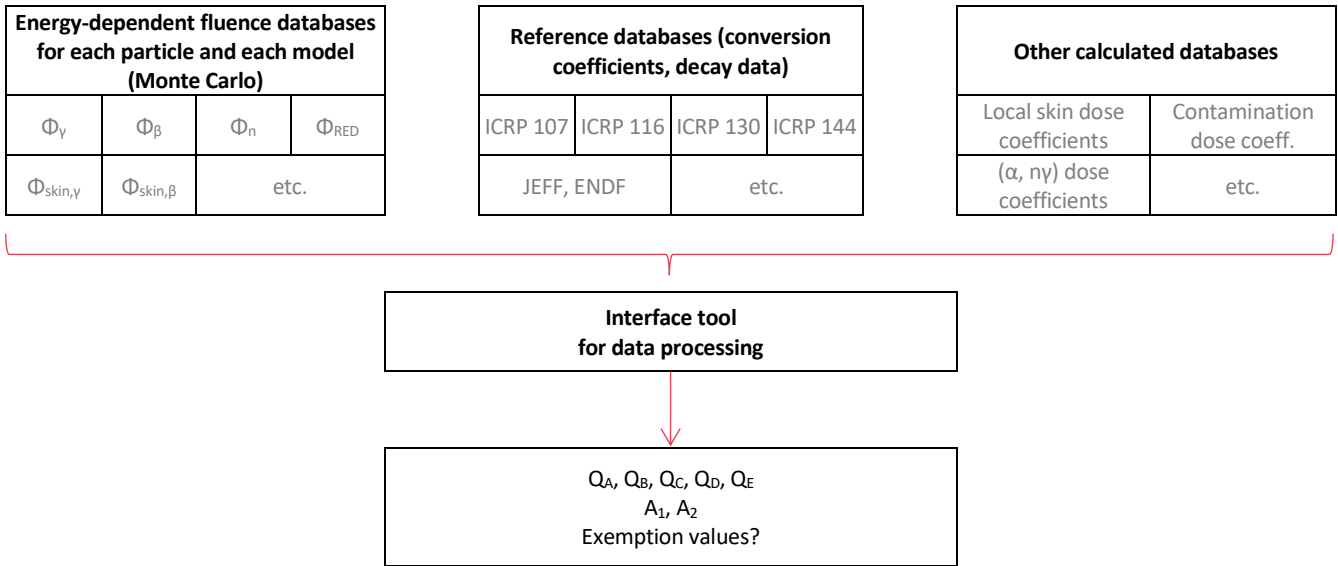 Energy-dependent fluence databases
for each particle and each model
(Monte Carlo)
Φγ Φβ Φn ΦRED
Φskin,γ Φskin,β etc.
Reference databases (conversion
coefficients, decay data)
ICRP 107 ICRP 116 ICRP 130 ICRP 144
JEFF, ENDF etc.
Other calculated databases
Local skin dose
coefficients
Contamination
dose coeff.
(α, nγ) dose
coefficients
etc.
Interface tool
for data processing
QA, QB, QC, QD, QE
A1, A2
Exemption values?